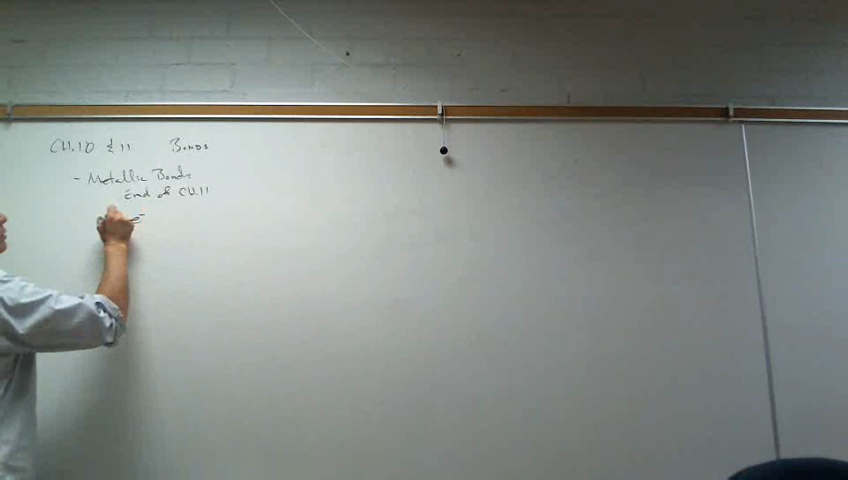 CH.10 & 11 BONDS
- Metallic Bonds
End of CH.11
e-